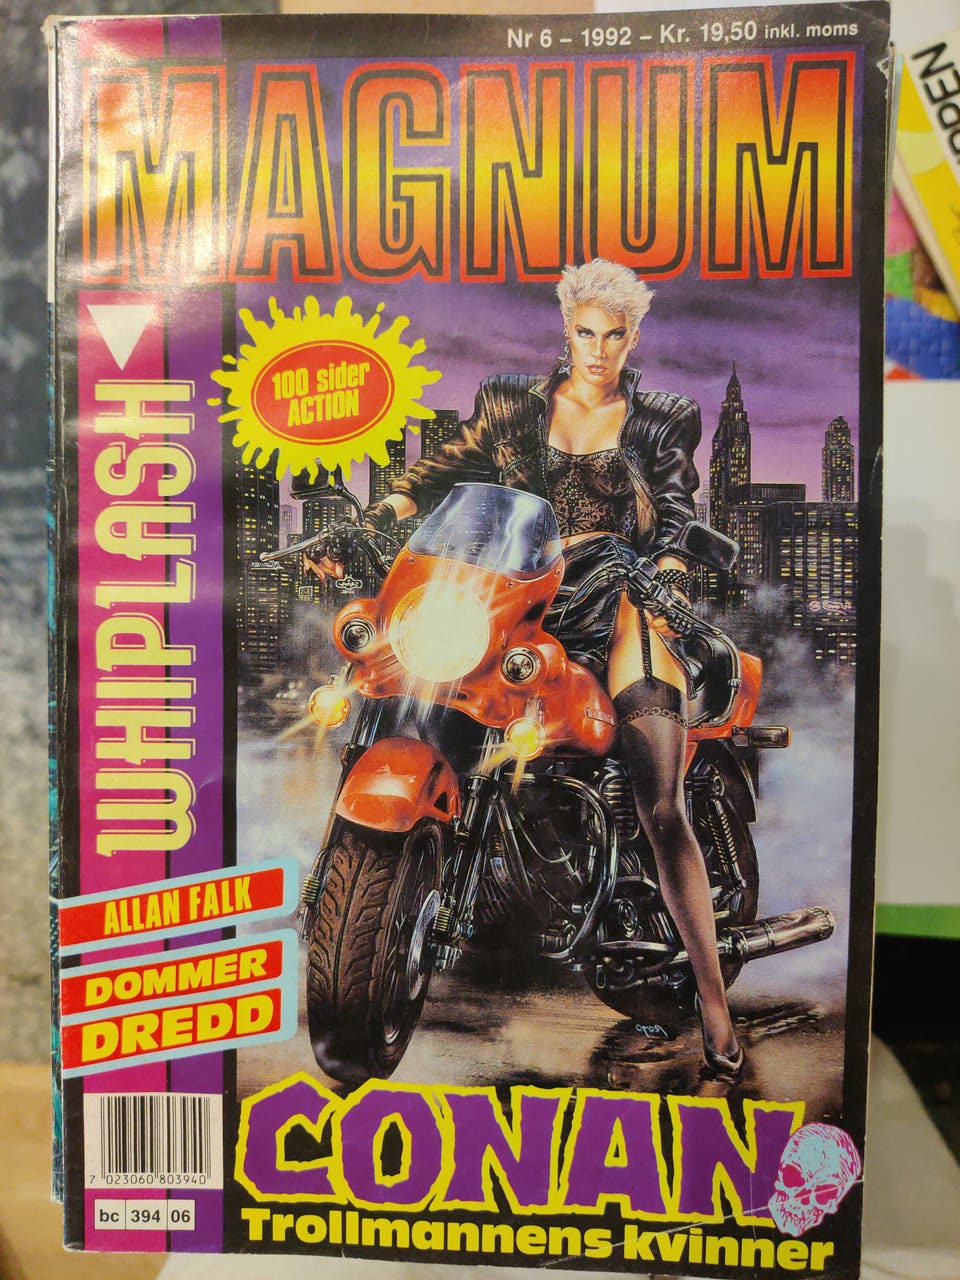 Nr 6 – 1992 – Kr. 19,50 inkl. moms
MAGNUM
100 sider
ACTION
WHIPLASH
ALLAN FALK
DOMMER
DREDD
CONAN
Trollmannens kvinner
7 023060 803940
bc 394 06